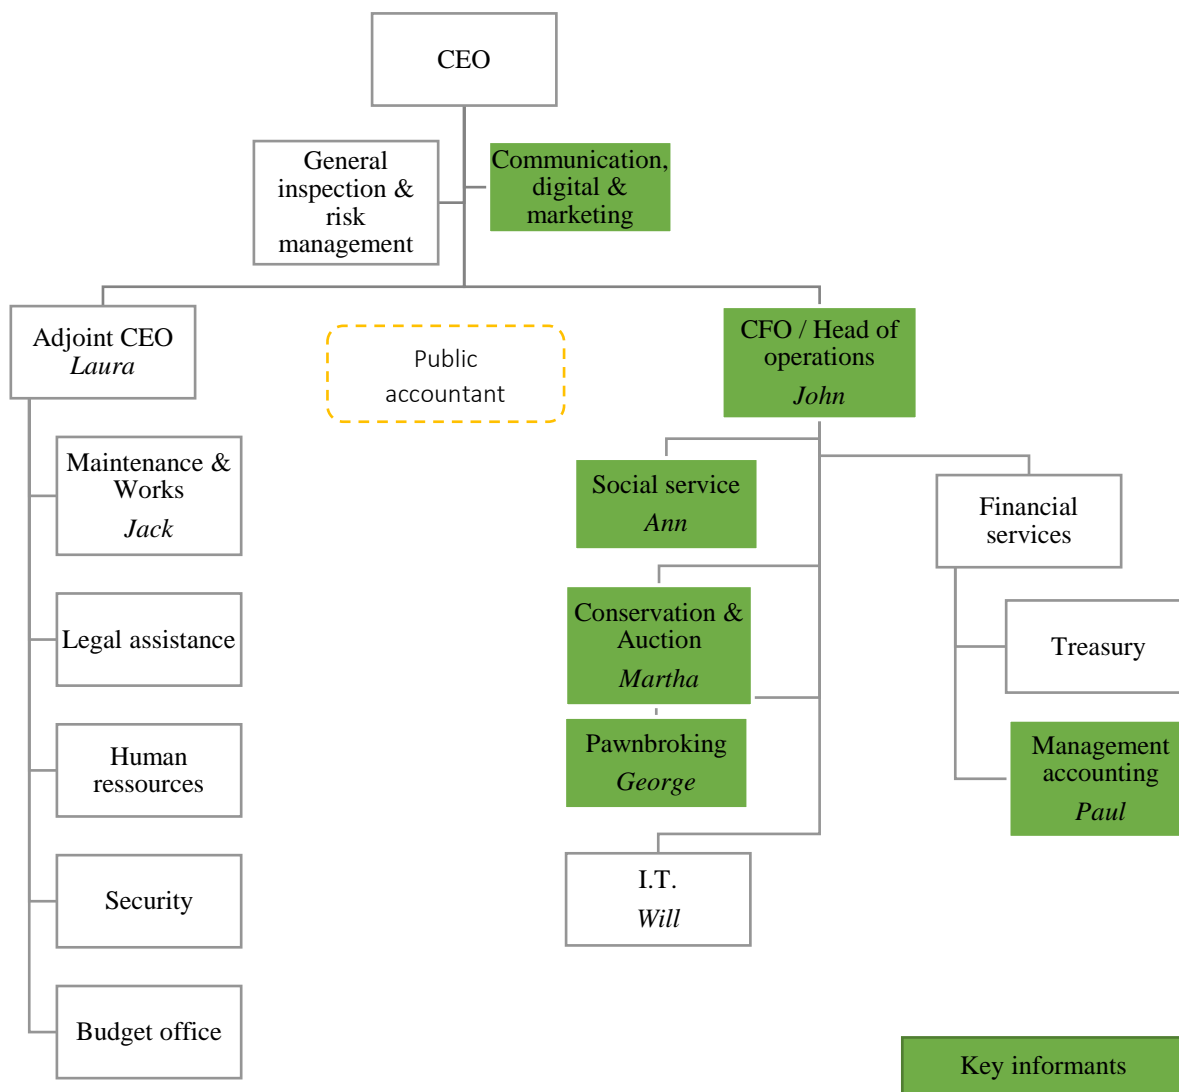 CEO
General
inspection &
risk
management
Communication,
digital &
marketing
Adjoint CEO
Laura
Public
accountant
CFO / Head of
operations
John
Maintenance &
Works
Jack
Legal assistance
Human
ressources
Security
Budget office
Social service
Ann
Conservation &
Auction
Martha
Pawnbroking
George
I.T.
Will
Financial
services
Treasury
Management
accounting
Paul
Key informants